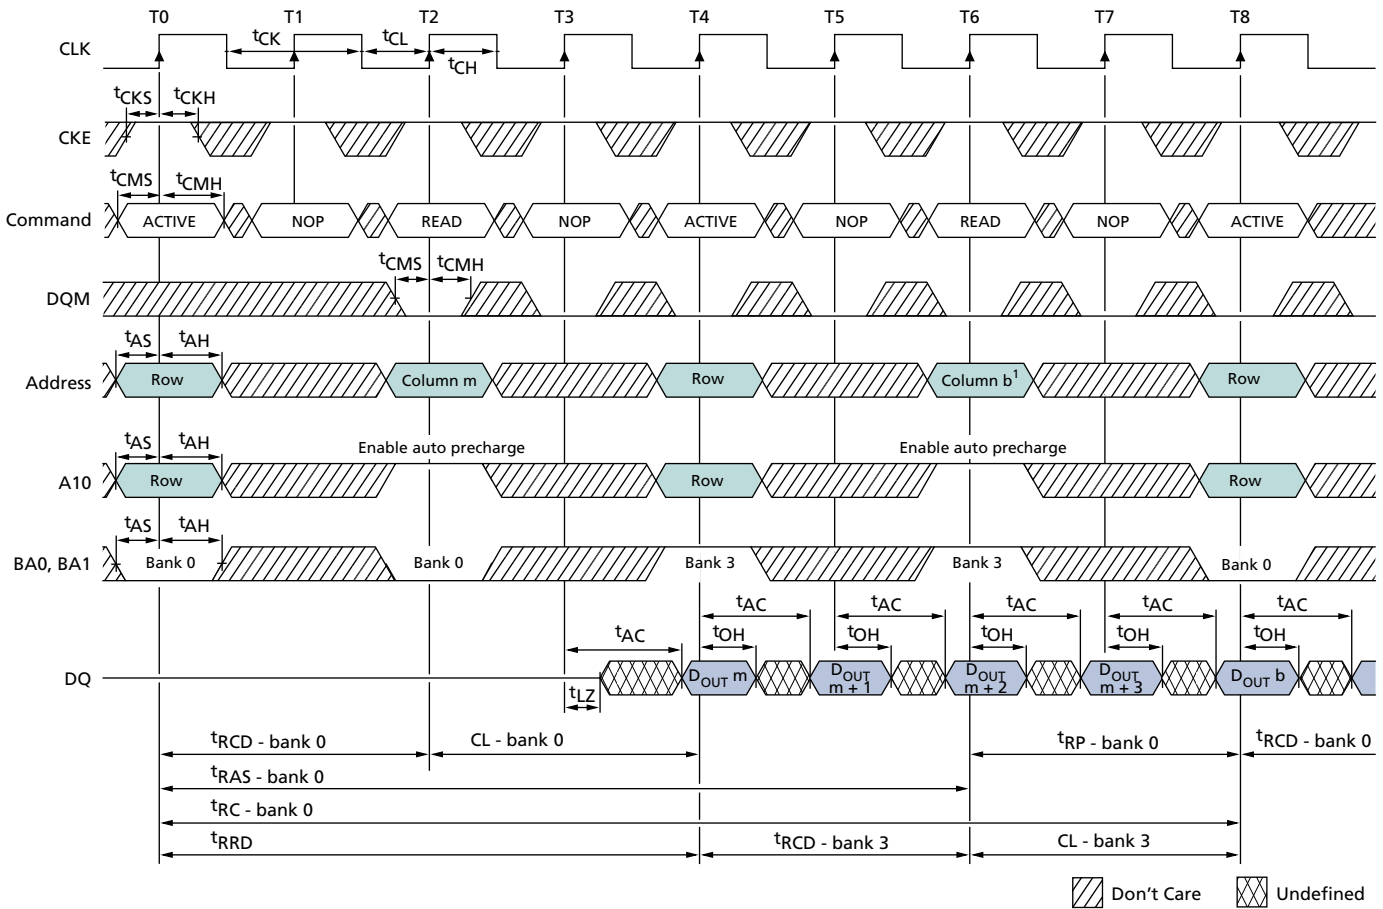 T0 T1 T2 T3 T4 T5 T6 T7 T8
CLK tCK tCL tCH
tCKS tCKH
CKE
tCMS tCMH
Command ACTIVE NOP READ NOP ACTIVE NOP READ NOP ACTIVE
tCMS tCMH
DQM
tAS tAH
Address Row Column m Row Column b1 Row
tAS tAH Enable auto precharge Enable auto precharge
A10 Row Row Row
tAS tAH
BA0, BA1 Bank 0 Bank 0 Bank 3 Bank 3 Bank 0
tAC tAC tAC tAC tAC
tAC tOH tOH tOH tOH tOH
DQ DOUT m DOUT m + 1 DOUT m + 2 DOUT m + 3 DOUT b
tLZ
tRCD - bank 0 CL - bank 0 tRP - bank 0 tRCD - bank 0
tRAS - bank 0
tRC - bank 0
tRRD tRCD - bank 3 CL - bank 3
Don't Care Undefined